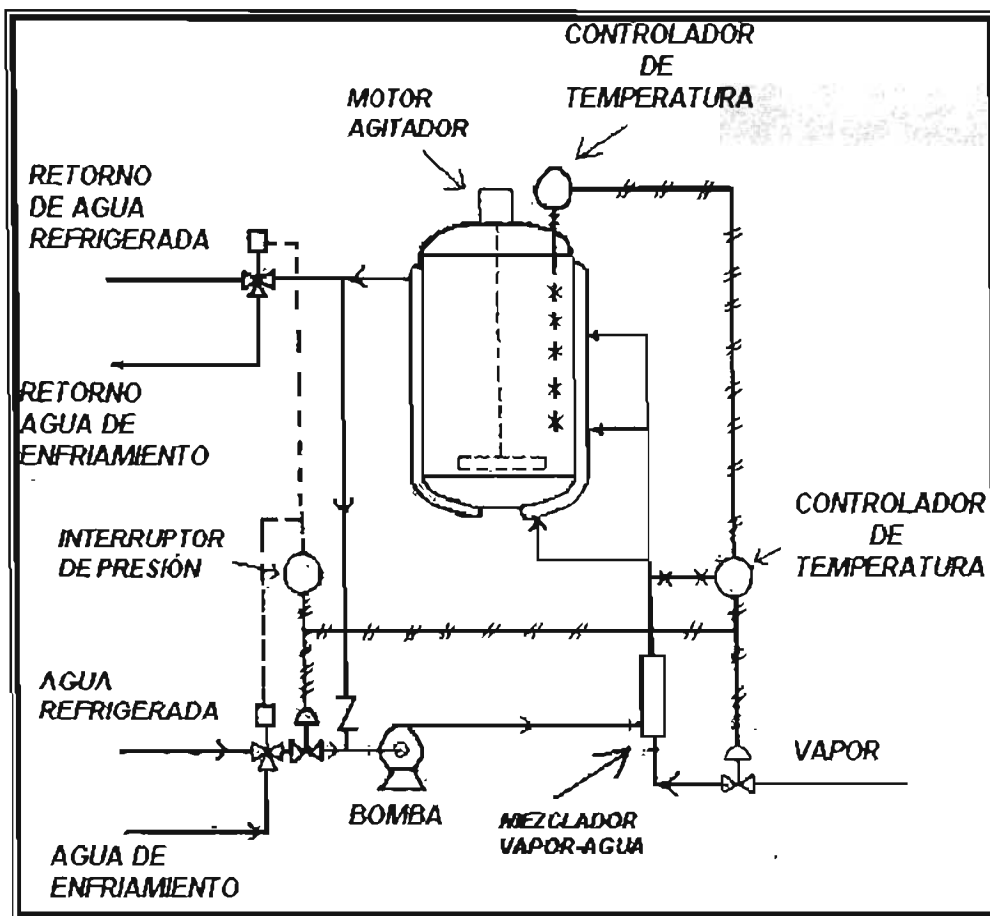 CONTROLADOR
DE
TEMPERATURA
MOTOR
AGITADOR
RETORNO
DE AGUA
REFRIGERADA
RETORNO
AGUA DE
ENFRIAMIENTO
INTERRUPTOR
DE PRESIÓN
CONTROLADOR
DE
TEMPERATURA
AGUA
REFRIGERADA
VAPOR
BOMBA
MEZCLADOR
VAPOR-AGUA
AGUA DE
ENFRIAMIENTO